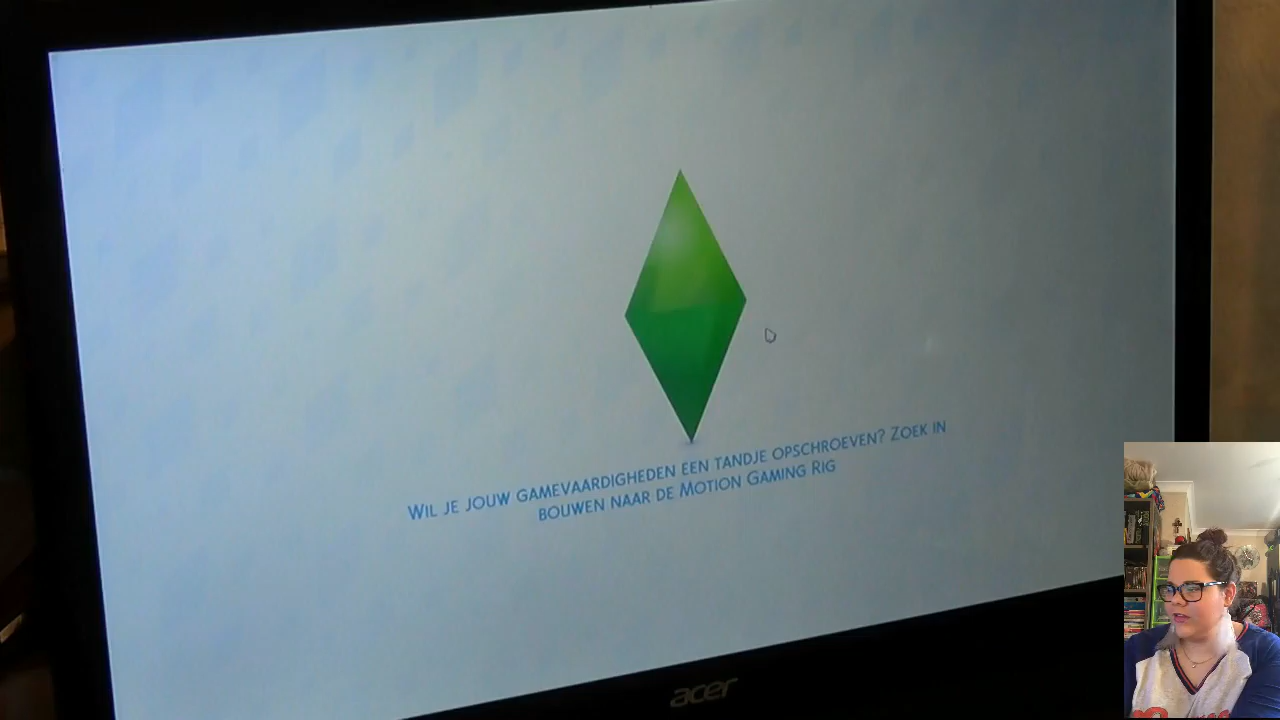 Wil je jouw gamevaardigheden een tandje opschroeven? Zoek in
bouwen naar de Motion Gaming Rig
acer